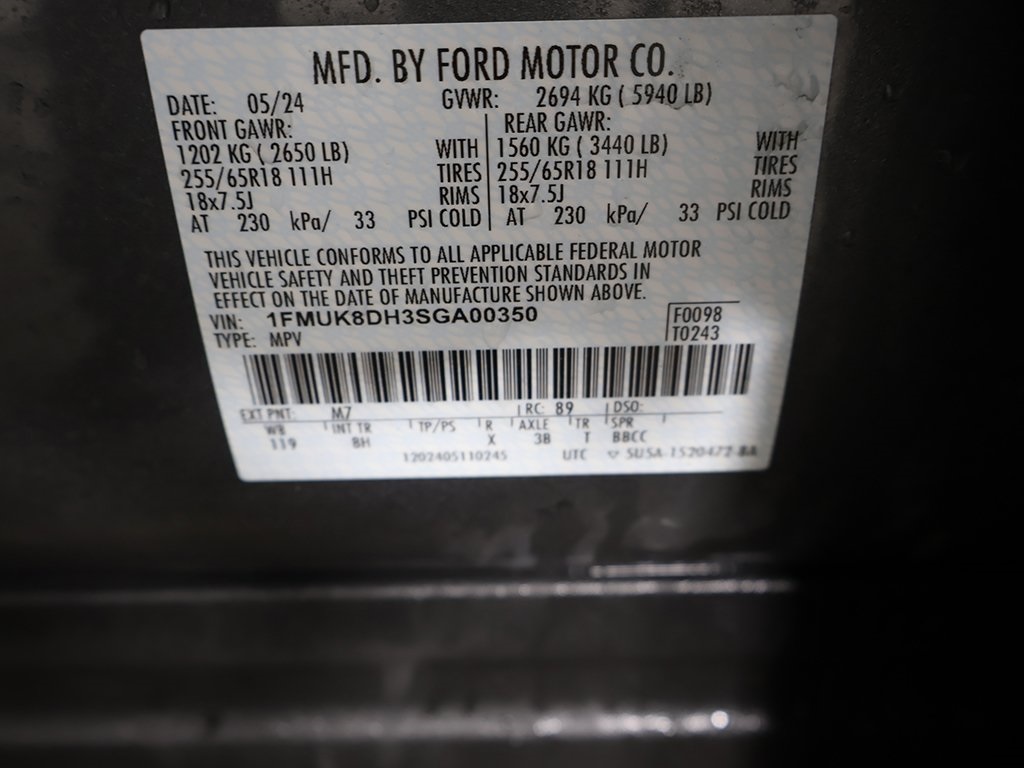 MFD. BY FORD MOTOR CO.
DATE: 05/24 GVWR: 2694 KG ( 5940 LB)
FRONT GAWR: REAR GAWR:
1202 KG ( 2650 LB) WITH 1560 KG ( 3440 LB) WITH
255/65R18 111H TIRES 255/65R18 111H TIRES
18x7.5J RIMS 18x7.5J RIMS
AT 230 kPa/ 33 PSI COLD AT 230 kPa/ 33 PSI COLD
THIS VEHICLE CONFORMS TO ALL APPLICABLE FEDERAL MOTOR
VEHICLE SAFETY AND THEFT PREVENTION STANDARDS IN
EFFECT ON THE DATE OF MANUFACTURE SHOWN ABOVE.
VIN: 1FMUK8DH3SGA00350 F0098
TYPE: MPV T0243
EXT PNT: M7 RC: 89 DSO:
WB INT TR TP/PS R AXLE TR SPR
119 8H X 3B T BBCC
1202405110245 UTC SUSA-1520472-BA